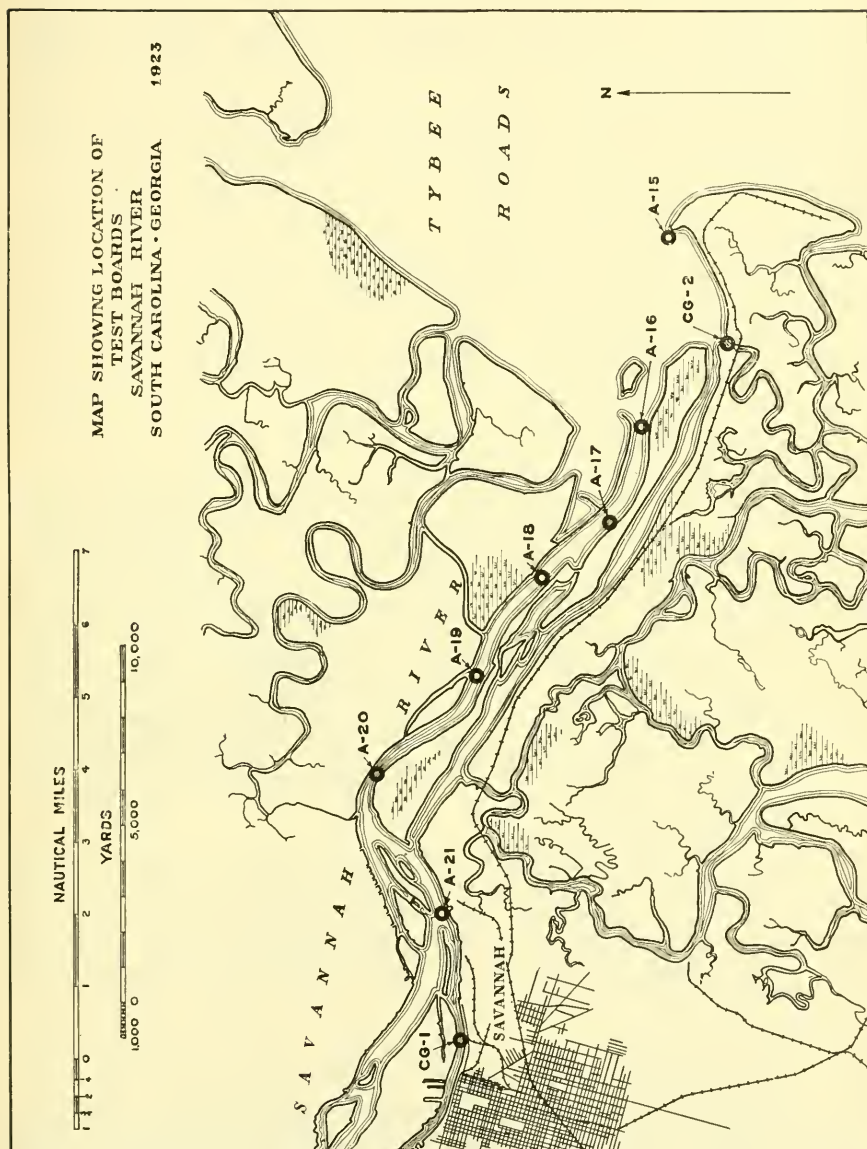 MAP SHOWING LOCATION OF
TEST BOARDS
SAVANNAH RIVER
SOUTH CAROLINA · GEORGIA 1923
NAUTICAL MILES
1 0 1 2 3 4 5 6 7
YARDS
1,000 0 5,000 10,000
TYBEE
ROADS
N
SAVANNAH RIVER
A-15
CG-2
A-16
A-17
A-18
A-19
A-20
A-21
CG-1
SAVANNAH